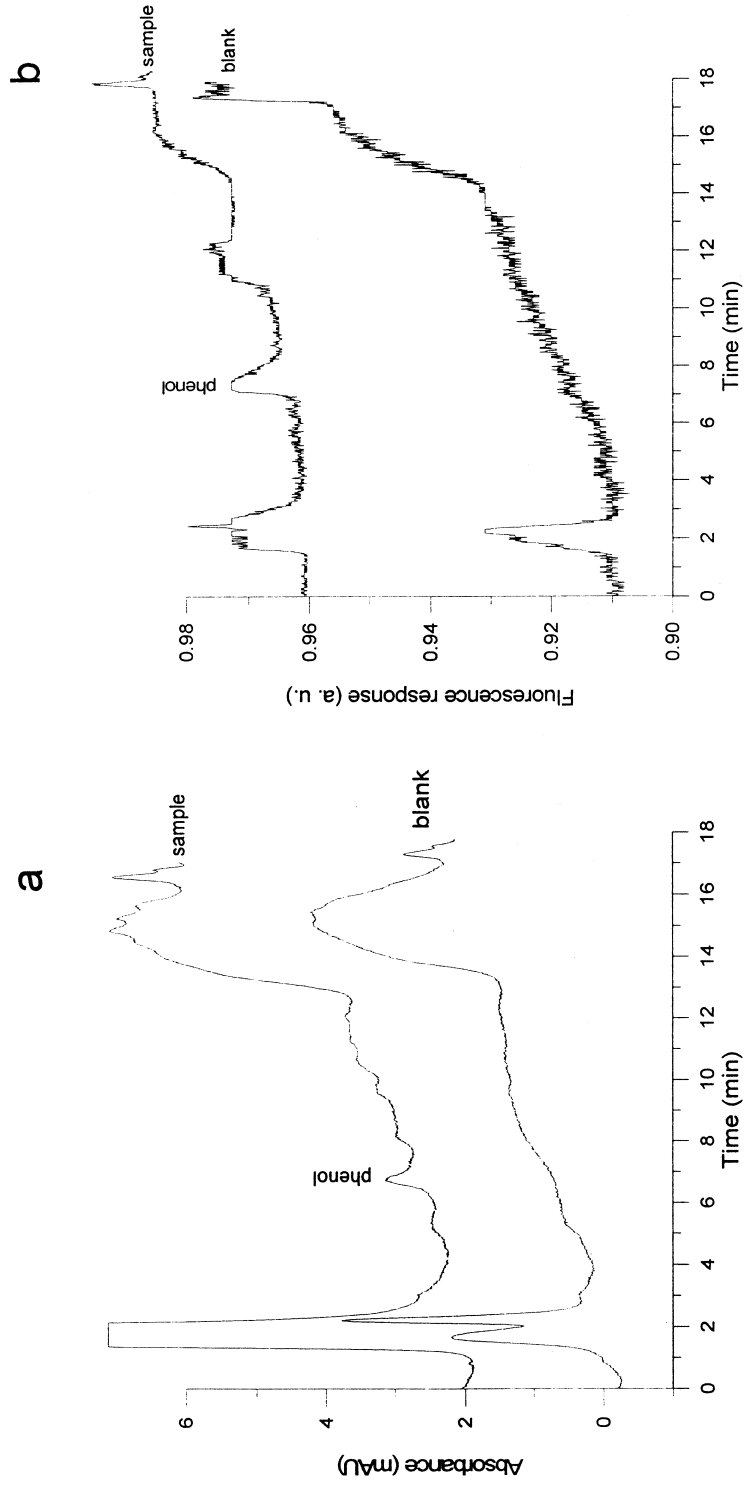 a
sample
blank
phenol
6
4
2
0
Absorbance (mAU)
0 2 4 6 8 10 12 14 16 18
Time (min)
b
sample
blank
phenol
0.98
0.96
0.94
0.92
0.90
Fluorescence response (a. u.)
0 2 4 6 8 10 12 14 16 18
Time (min)